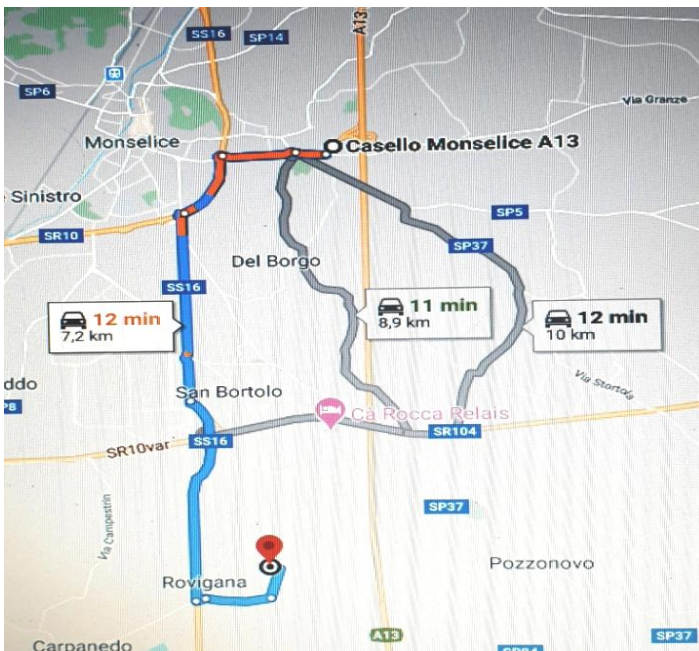 SS16
SP14
A13
SP6
Via Granze
Monselice
Casello Monselice A13
Sinistro
SP5
SR10
SP37
Del Borgo
SS16
12 min
7,2 km
11 min
8,9 km
12 min
10 km
ddo
San Bortolo
Via Stortola
P8
Cà Rocca Relais
SS16
SR104
SR10var
SP37
Via Campestrin
Rovigana
Pozzonovo
A13
SP37
Carpanedo